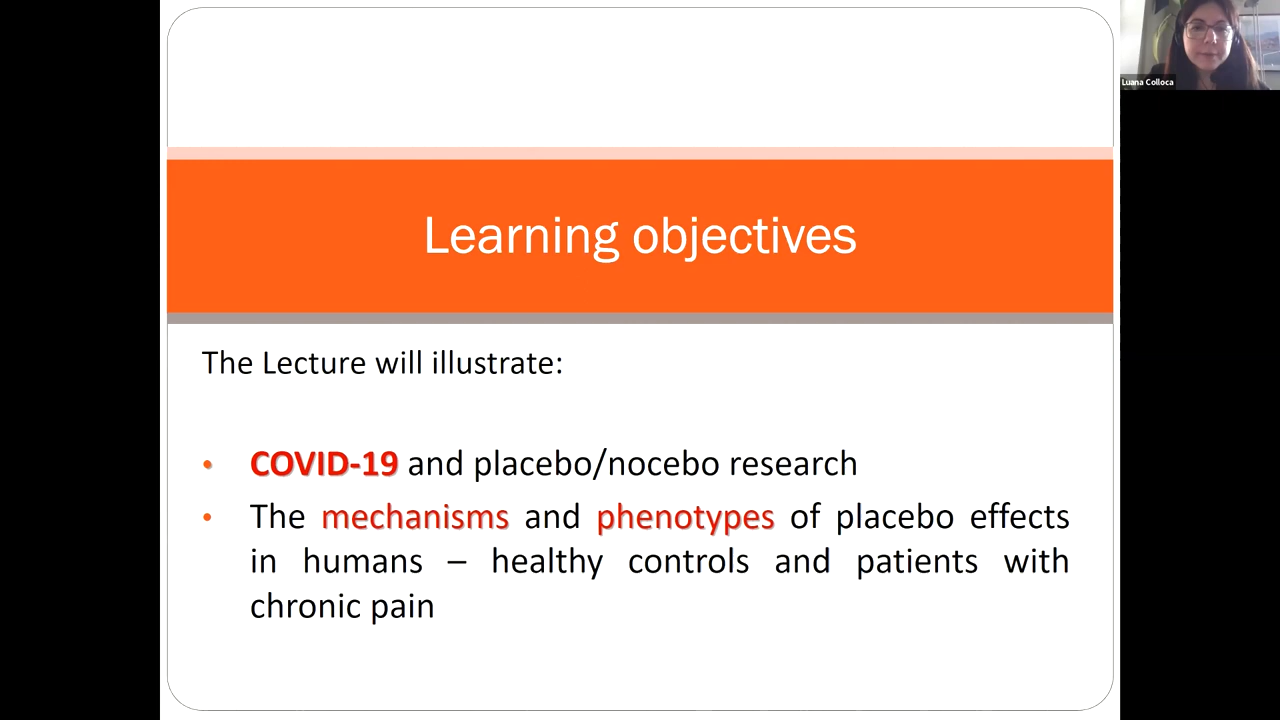 Luana Colloca
Learning objectives
The Lecture will illustrate:
• COVID-19 and placebo/nocebo research
• The mechanisms and phenotypes of placebo effects
in humans – healthy controls and patients with
chronic pain